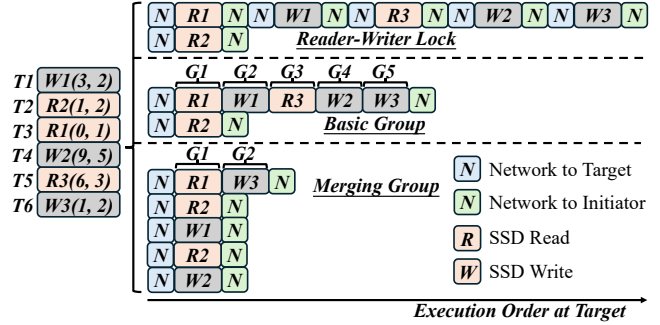 T1 W1(3, 2)
T2 R2(1, 2)
T3 R1(0, 1)
T4 W2(9, 5)
T5 R3(6, 3)
T6 W3(1, 2)
N R1 N N W1 N N R3 N N W2 N N W3 N
N R2 N
Reader-Writer Lock
G1 G2 G3 G4 G5
N R1 W1 R3 W2 W3 N
N R2 N
Basic Group
G1 G2
N R1 W3 N
N R2 N
N W1 N
N R2 N
N W2 N
Merging Group
N Network to Target
N Network to Initiator
R SSD Read
W SSD Write
Execution Order at Target